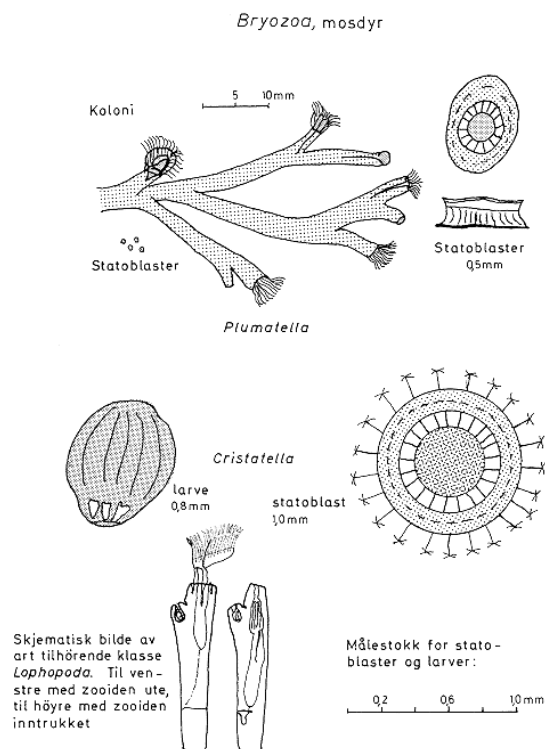 Bryozoa, mosdyr
5 10mm
Koloni
Statoblaster
Statoblaster
0,5mm
Plumatella
Cristatella
larve
0,8mm
statoblast
1,0mm
Skjematisk bilde av
art tilhörende klasse
Lophopoda. Til ven-
stre med zooiden ute,
til höyre med zooiden
inntrukket
Målestokk for stato-
blaster og larver:
0,2 0,6 1,0mm